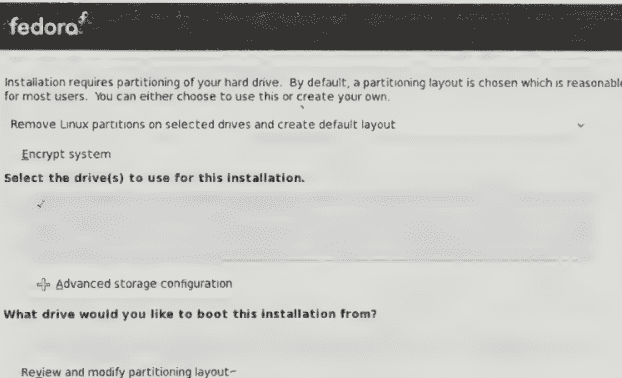 fedora
Installation requires partitioning of your hard drive. By default, a partitioning layout is chosen which is reasonable
for most users. You can either choose to use this or create your own.
Remove Linux partitions on selected drives and create default layout
Encrypt system
Select the drive(s) to use for this installation.
Advanced storage configuration
What drive would you like to boot this installation from?
Review and modify partitioning layout